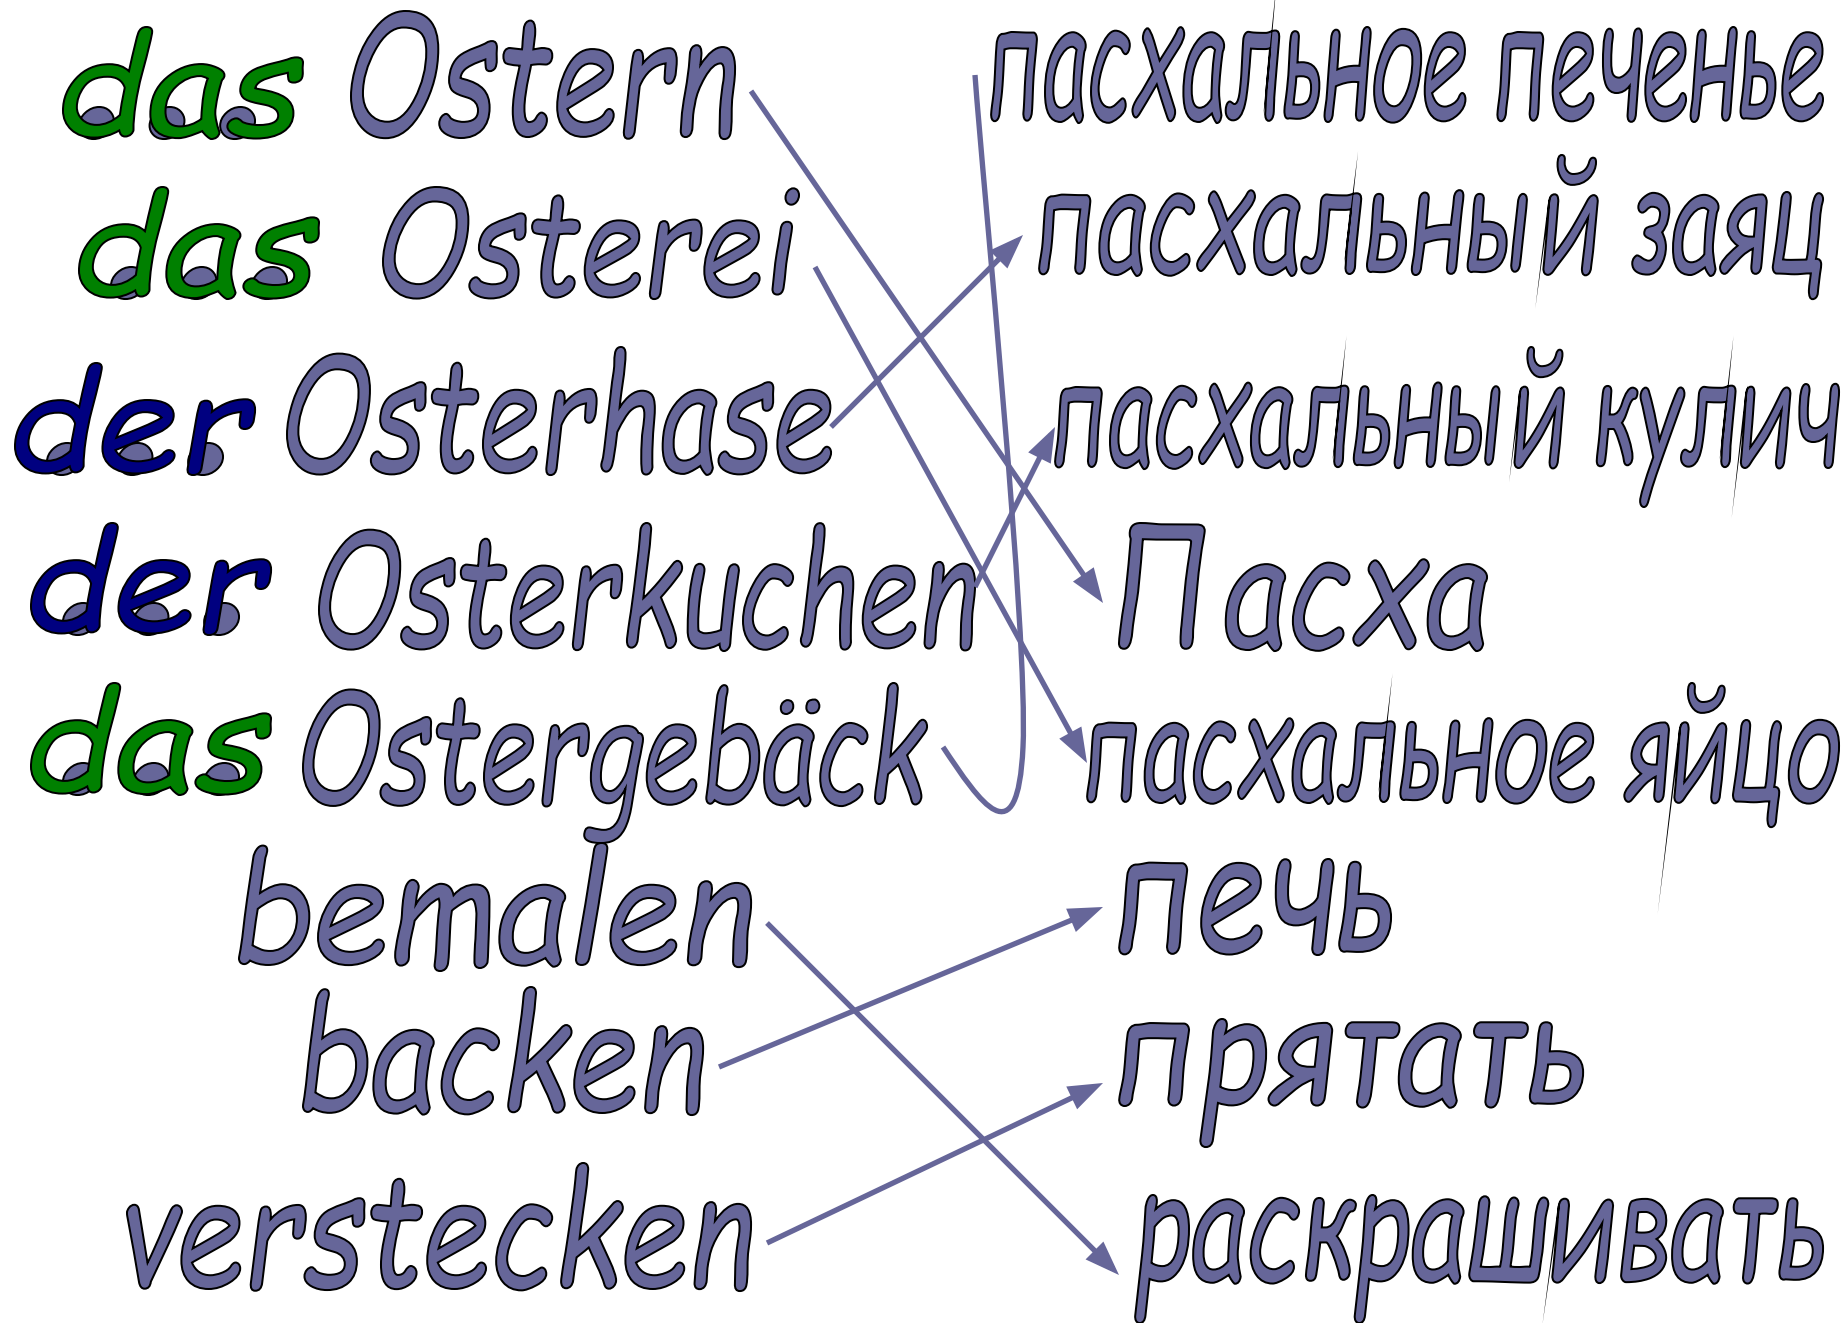 das Ostern
das Osterei
der Osterhase
der Osterkuchen
das Ostergebäck
bemalen
backen
verstecken
пасхальное печенье
пасхальный заяц
пасхальный кулич
Пасха
пасхальное яйцо
печь
прятать
раскрашивать